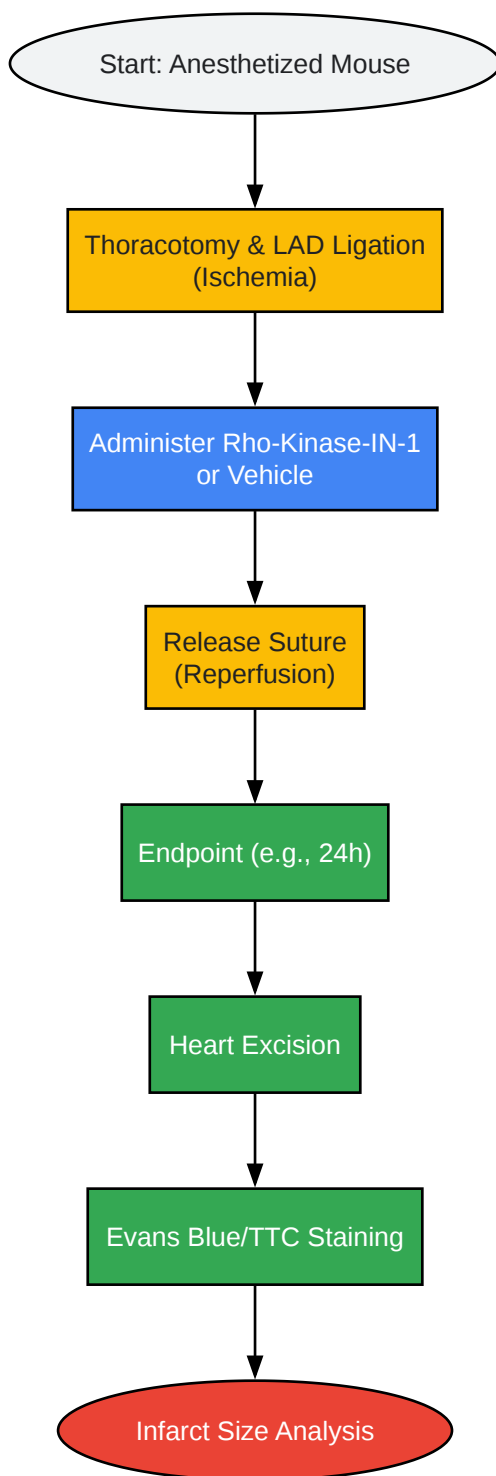 Start: Anesthetized Mouse
Thoracotomy & LAD Ligation
(Ischemia)
Administer Rho-Kinase-IN-1
or Vehicle
Release Suture
(Reperfusion)
Endpoint (e.g., 24h)
Heart Excision
Evans Blue/TTC Staining
Infarct Size Analysis